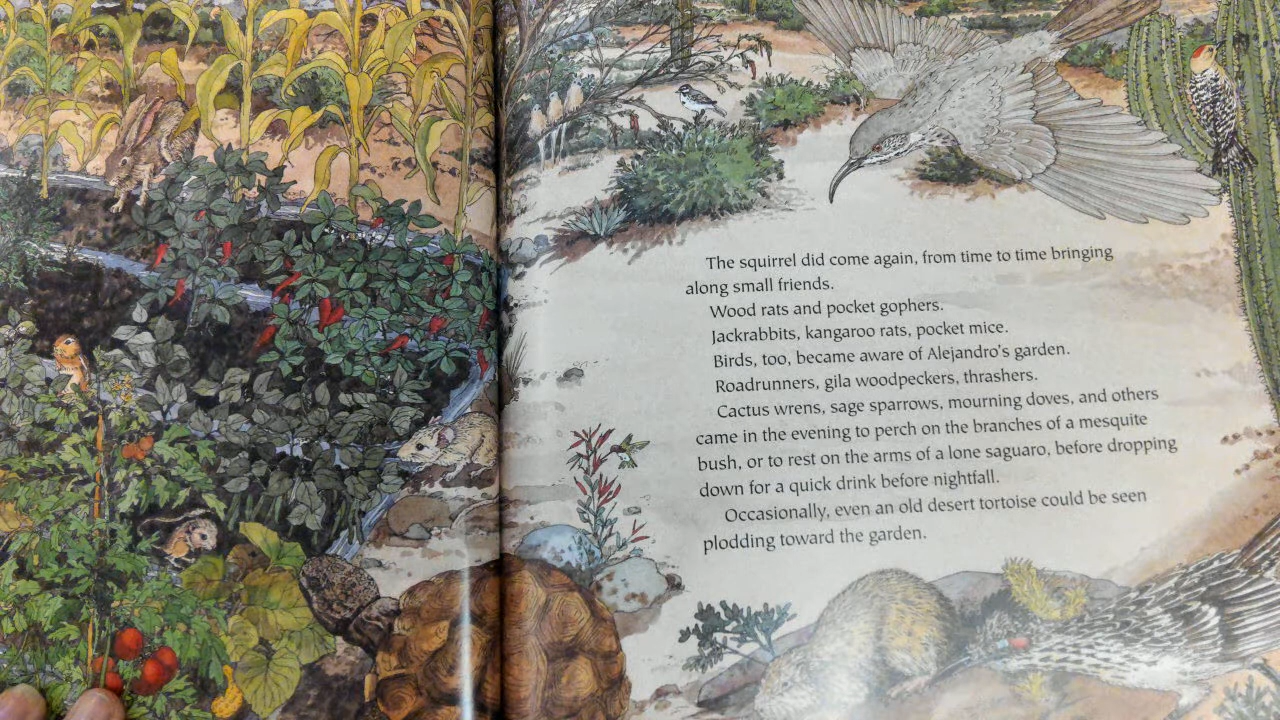 The squirrel did come again, from time to time bringing
along small friends.
Wood rats and pocket gophers.
Jackrabbits, kangaroo rats, pocket mice.
Birds, too, became aware of Alejandro's garden.
Roadrunners, gila woodpeckers, thrashers.
Cactus wrens, sage sparrows, mourning doves, and others
came in the evening to perch on the branches of a mesquite
bush, or to rest on the arms of a lone saguaro, before dropping
down for a quick drink before nightfall.
Occasionally, even an old desert tortoise could be seen
plodding toward the garden.